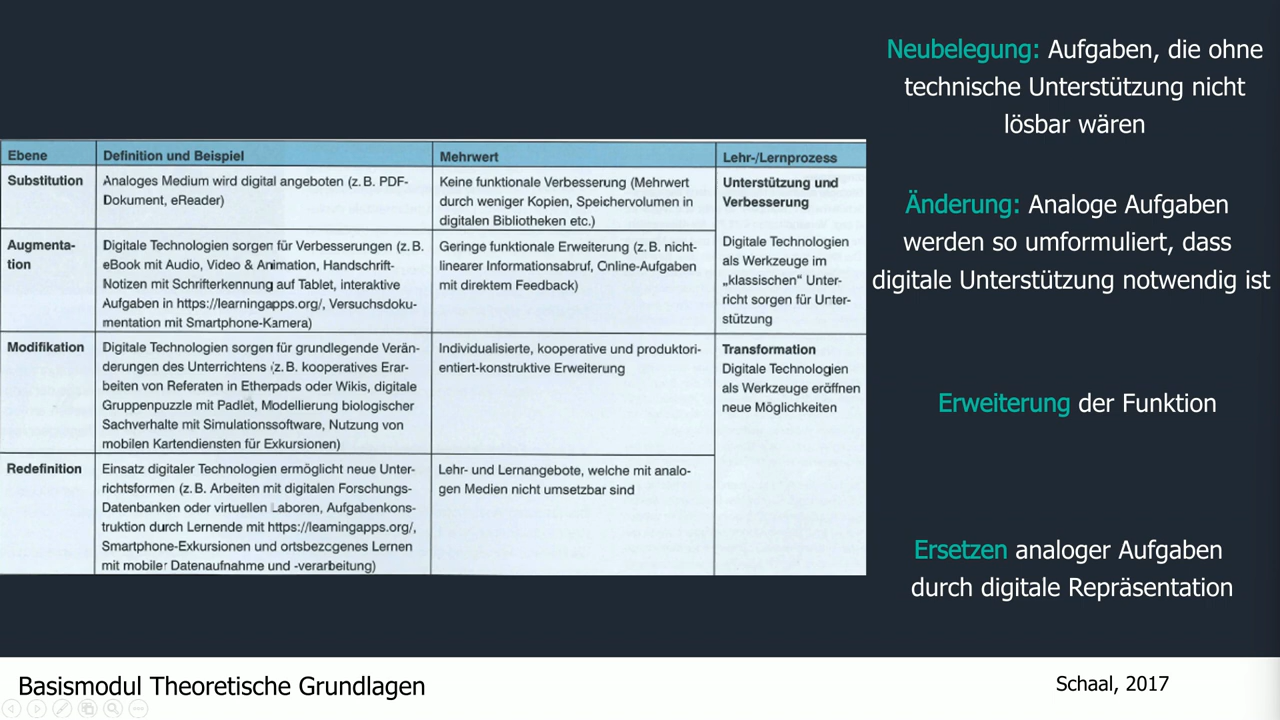 Neubelegung: Aufgaben, die ohne
technische Unterstützung nicht
lösbar wären
Änderung: Analoge Aufgaben
werden so umformuliert, dass
digitale Unterstützung notwendig ist
Erweiterung der Funktion
Ersetzen analoger Aufgaben
durch digitale Repräsentation
Ebene
Definition und Beispiel
Mehrwert
Lehr-/Lernprozess
Substitution
Analoges Medium wird digital angeboten (z. B. PDF-
Dokument, eReader)
Keine funktionale Verbesserung (Mehrwert
durch weniger Kopien, Speichervolumen in
digitalen Bibliotheken etc.)
Unterstützung und
Verbesserung
Digitale Technologien
als Werkzeuge im
„klassischen“ Unter-
richt sorgen für Unter-
stützung
Augmenta-
tion
Digitale Technologien sorgen für Verbesserungen (z. B.
eBook mit Audio, Video & Animation, Handschrift-
Notizen mit Schrifterkennung auf Tablet, interaktive
Aufgaben in https://learningapps.org/, Versuchsdoku-
mentation mit Smartphone-Kamera)
Geringe funktionale Erweiterung (z. B. nicht-
linearer Informationsabruf, Online-Aufgaben
mit direktem Feedback)
Modifikation
Digitale Technologien sorgen für grundlegende Verän-
derungen des Unterrichtens (z. B. kooperatives Erar-
beiten von Referaten in Etherpads oder Wikis, digitale
Gruppenpuzzle mit Padlet, Modellierung biologischer
Sachverhalte mit Simulationssoftware, Nutzung von
mobilen Kartendiensten für Exkursionen)
Individualisierte, kooperative und produktori-
entiert-konstruktive Erweiterung
Transformation
Digitale Technologien
als Werkzeuge eröffnen
neue Möglichkeiten
Redefinition
Einsatz digitaler Technologien ermöglicht neue Unter-
richtsformen (z. B. Arbeiten mit digitalen Forschungs-
Datenbanken oder virtuellen Laboren, Aufgabenkons-
truktion durch Lernende mit https://learningapps.org/,
Smartphone-Exkursionen und ortsbezogenes Lernen
mit mobiler Datenaufnahme und -verarbeitung)
Lehr- und Lernangebote, welche mit analo-
gen Medien nicht umsetzbar sind
Basismodul Theoretische Grundlagen
Schaal, 2017